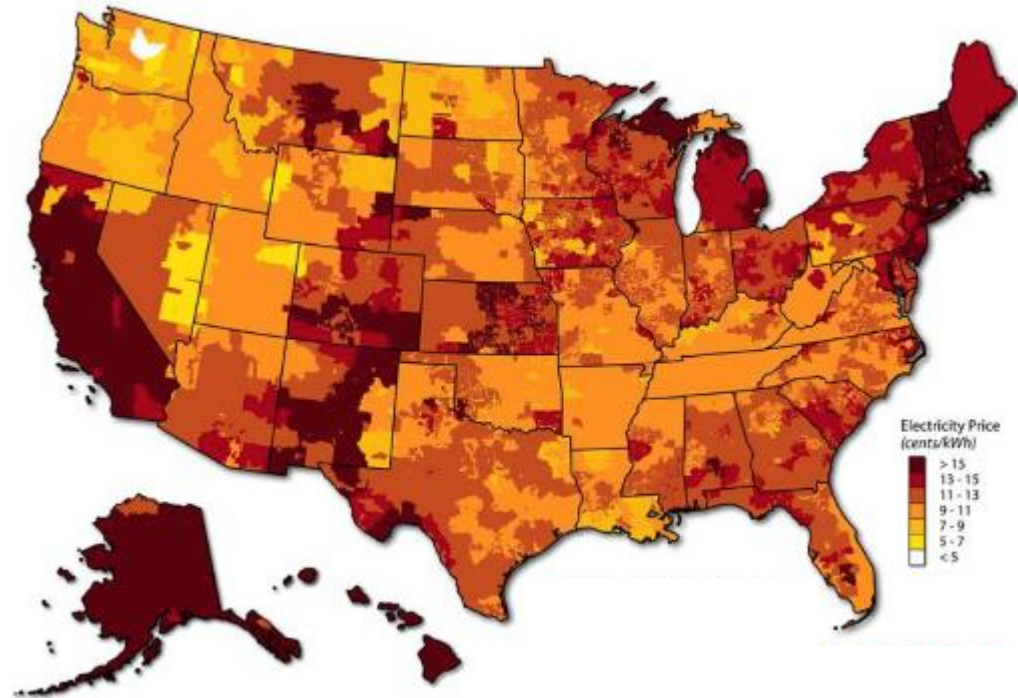 Electricity Price
(cents/kWh)
> 15
13 - 15
11 - 13
9 - 11
7 - 9
5 - 7
< 5